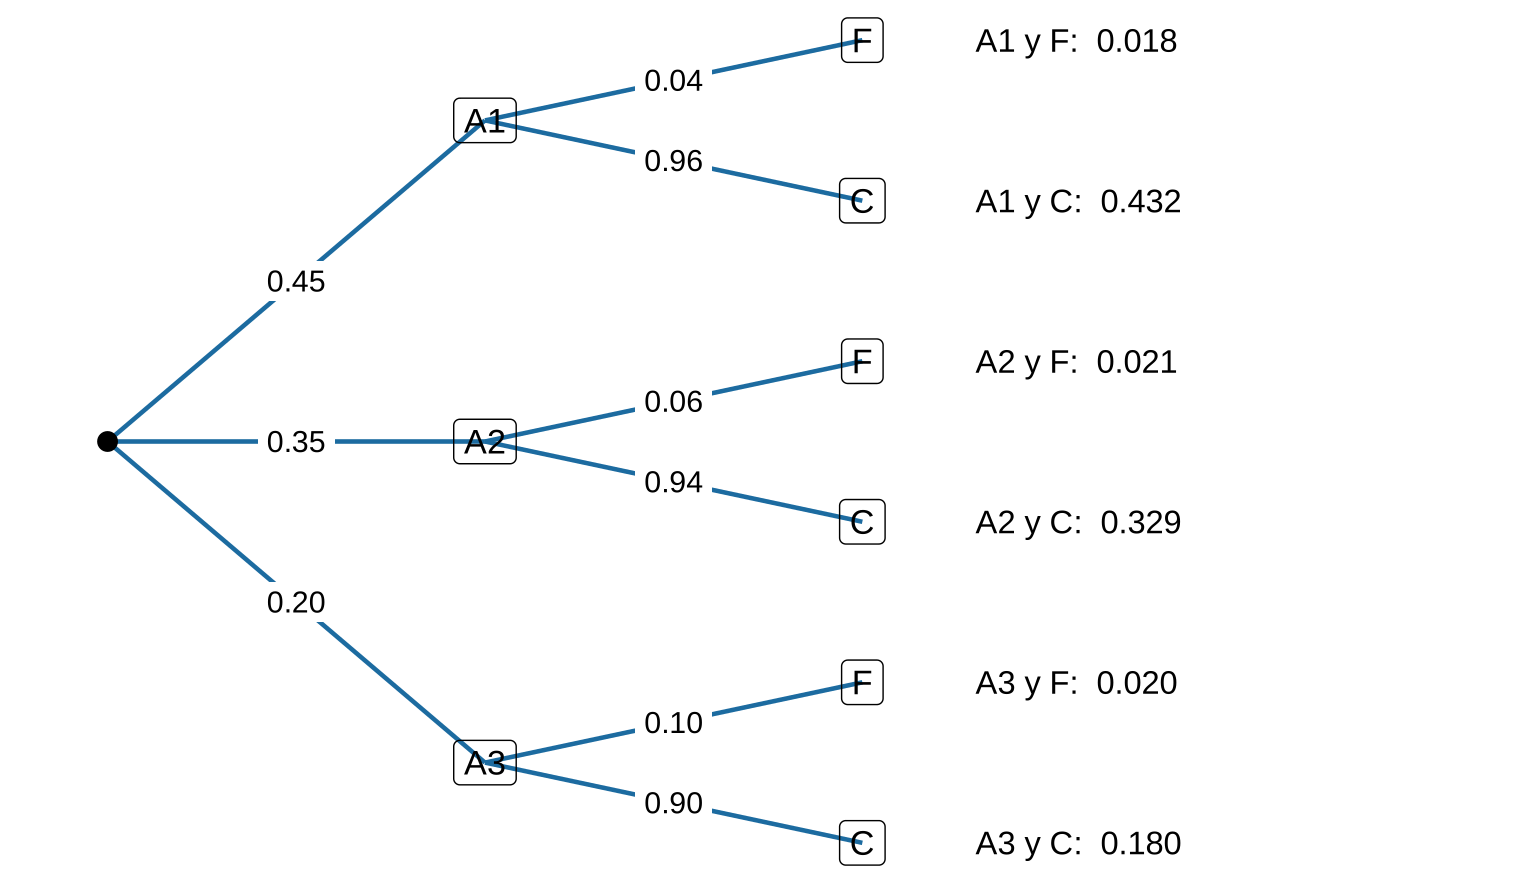 F
A1 y F: 0.018
0.04
A1
0.96
C
A1 y C: 0.432
0.45
F
A2 y F: 0.021
0.06
0.35
A2
0.94
C
A2 y C: 0.329
0.20
F
A3 y F: 0.020
0.10
A3
0.90
C
A3 y C: 0.180